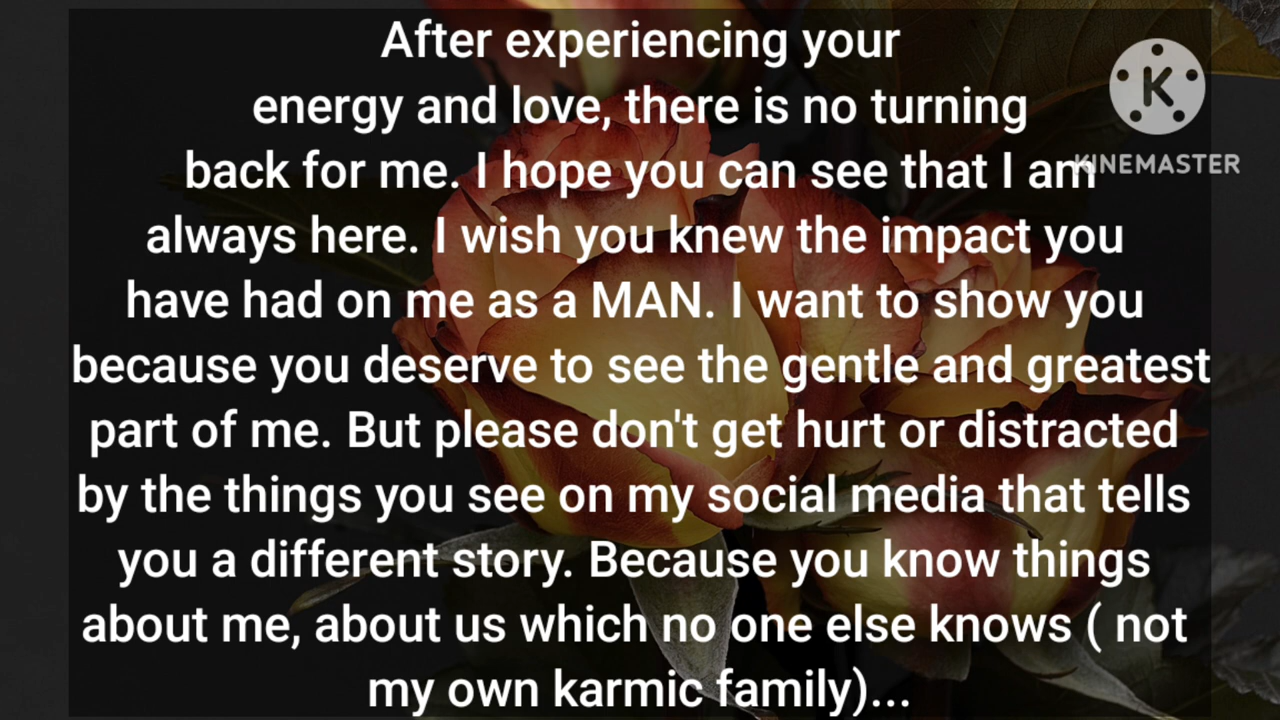 After experiencing your
energy and love, there is no turning
back for me. I hope you can see that I am
always here. I wish you knew the impact you
have had on me as a MAN. I want to show you
because you deserve to see the gentle and greatest
part of me. But please don't get hurt or distracted
by the things you see on my social media that tells
you a different story. Because you know things
about me, about us which no one else knows ( not
my own karmic family)...
K
KINEMASTER